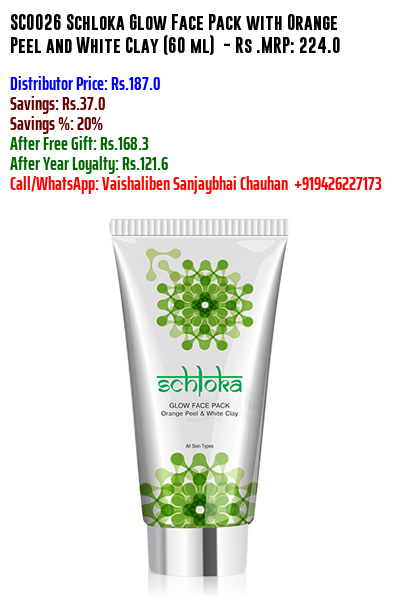 SC0026 Schloka Glow Face Pack with Orange
Peel and White Clay (60 ml) - Rs .MRP: 224.0
Distributor Price: Rs.187.0
Savings: Rs.37.0
Savings %: 20%
After Free Gift: Rs.168.3
After Year Loyalty: Rs.121.6
Call/WhatsApp: Vaishaliben Sanjaybhai Chauhan +919426227173
schloka
GLOW FACE PACK
Orange Peel & White Clay
All Skin Types